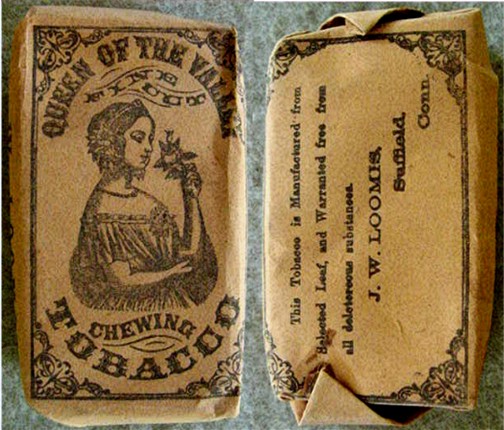 QUEEN OF THE VALLEY
FINE CUT
CHEWING
TOBACCO
This Tobacco is Manufactured from
Selected Leaf, and Warranted free from
all deletereous substances.
J. W. LOOMIS,
Suffield,
Conn.